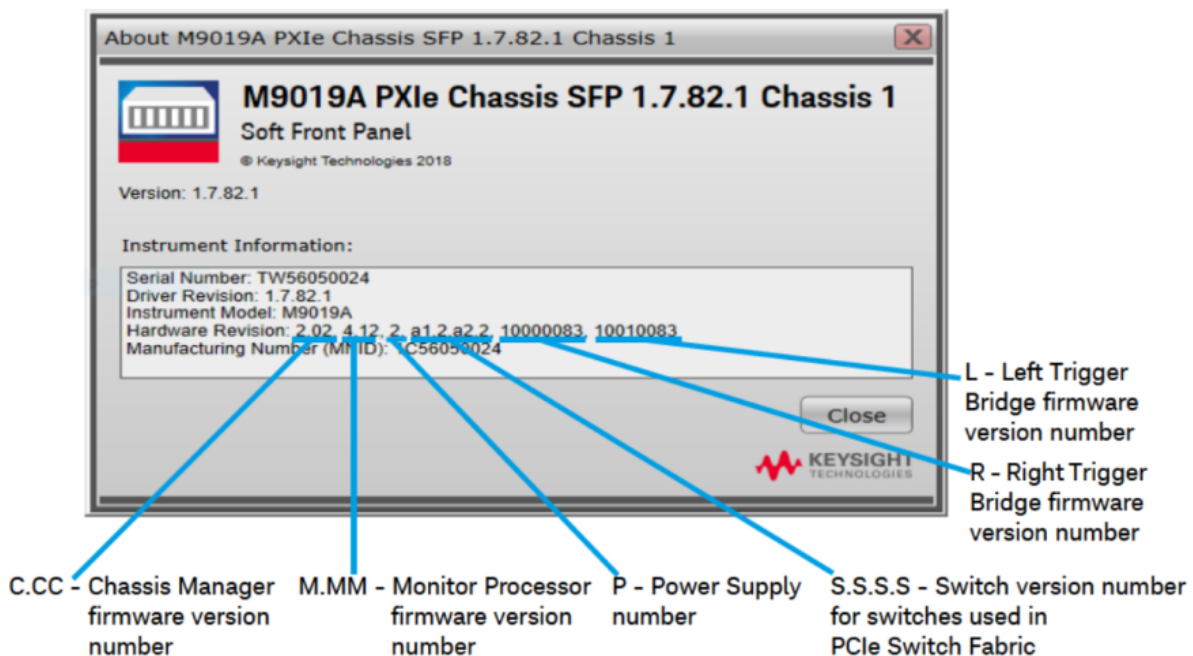 About M9019A PXIe Chassis SFP 1.7.82.1 Chassis 1
M9019A PXIe Chassis SFP 1.7.82.1 Chassis 1
Soft Front Panel
© Keysight Technologies 2018
Version: 1.7.82.1
Instrument Information:
Serial Number: TW56050024
Driver Revision: 1.7.82.1
Instrument Model: M9019A
Hardware Revision: 2.02, 4.12, 2, a1.2.a2.2, 10000083, 10010083,
Manufacturing Number (MNID): TC56050024
Close
KEYSIGHT
TECHNOLOGIES
L - Left Trigger
Bridge firmware
version number
R - Right Trigger
Bridge firmware
version number
C.CC - Chassis Manager
firmware version
number
M.MM - Monitor Processor
firmware version
number
P - Power Supply
number
S.S.S.S - Switch version number
for switches used in
PCIe Switch Fabric